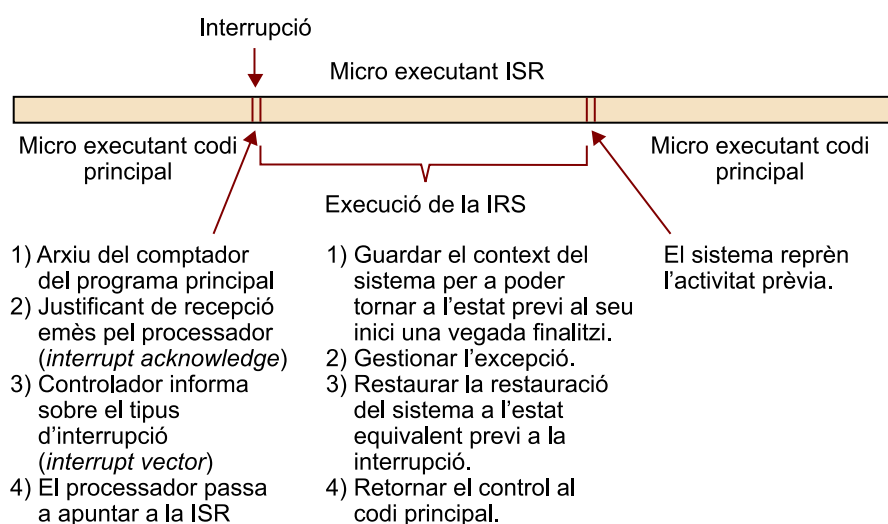 Interrupció
Micro executant ISR
Micro executant codi
principal
Micro executant codi
principal
Execució de la IRS
1) Arxiu del comptador
del programa principal
2) Justificant de recepció
emès pel processador
(interrupt acknowledge)
3) Controlador informa
sobre el tipus
d’interrupció
(interrupt vector)
4) El processador passa
a apuntar a la ISR
1) Guardar el context del
sistema per a poder
tornar a l’estat previ al seu
inici una vegada finalitzi.
2) Gestionar l’excepció.
3) Restaurar la restauració
del sistema a l’estat
equivalent previ a la
interrupció.
4) Retornar el control al
codi principal.
El sistema reprèn
l’activitat prèvia.